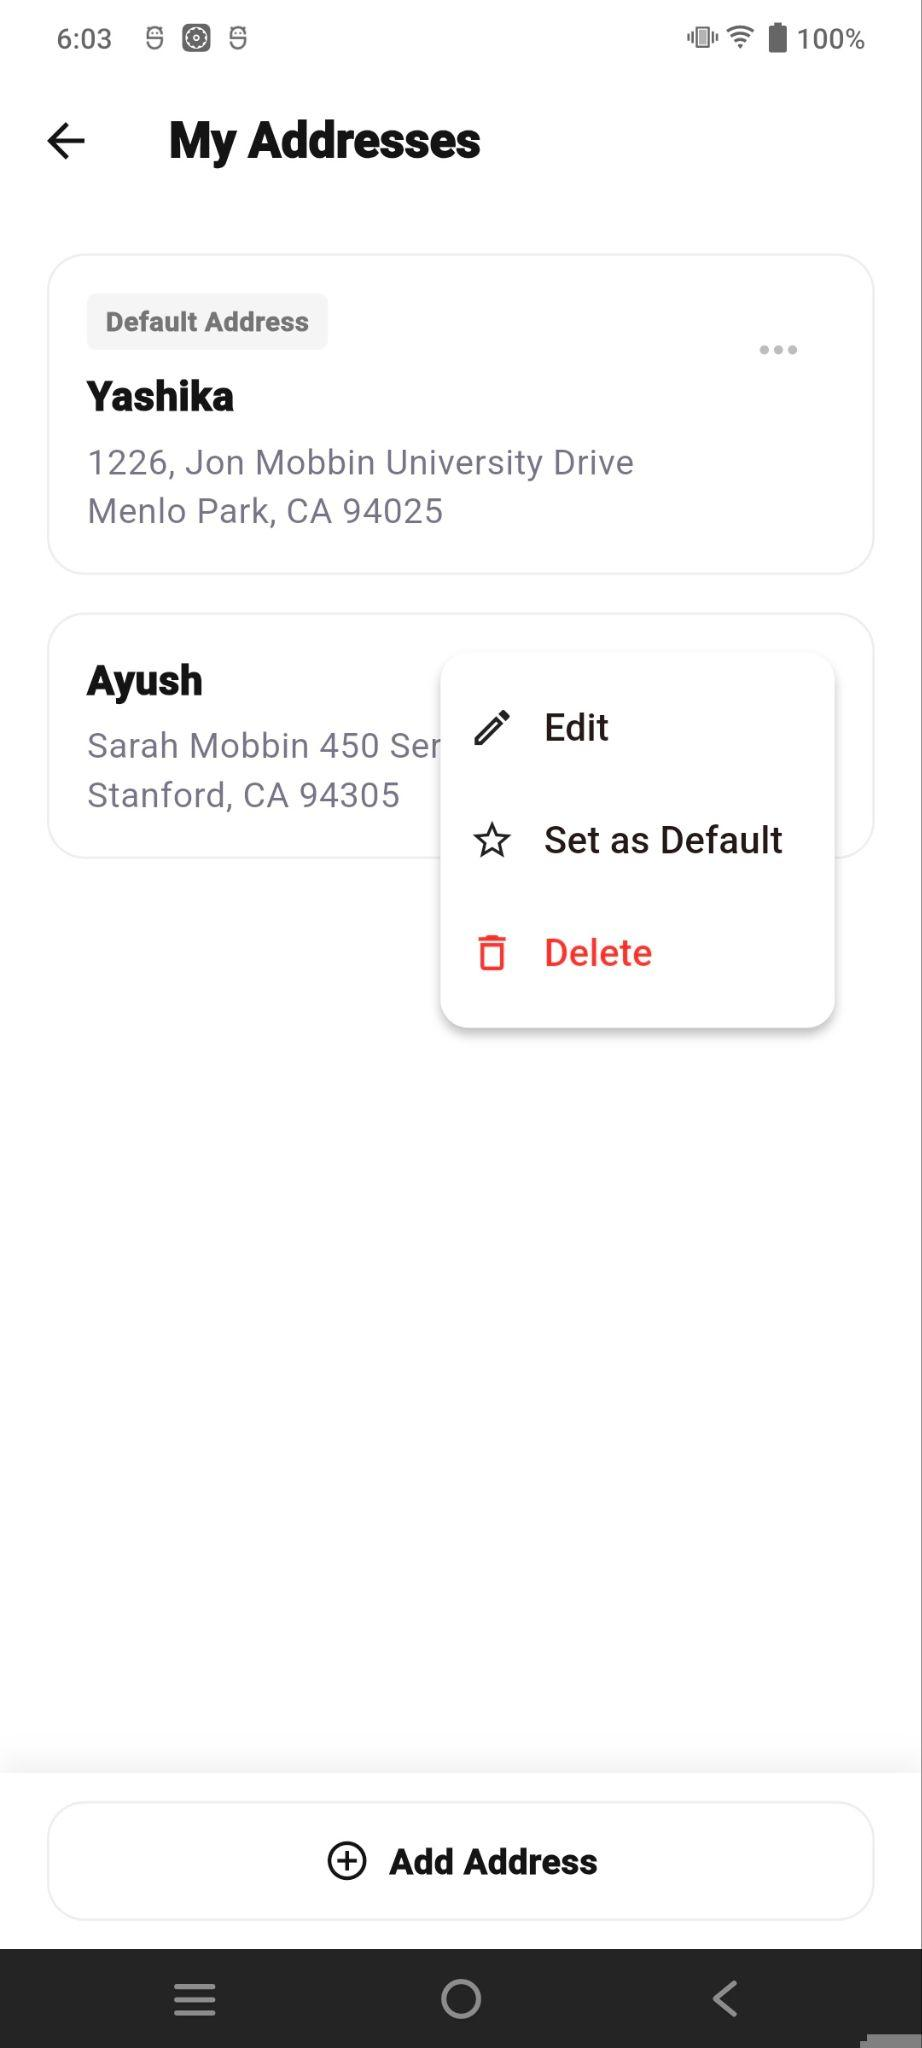 6:03
100%
My Addresses
Default Address
Yashika
1226, Jon Mobbin University Drive
Menlo Park, CA 94025
Ayush
Sarah Mobbin 450 Ser
Stanford, CA 94305
Edit
Set as Default
Delete
Add Address